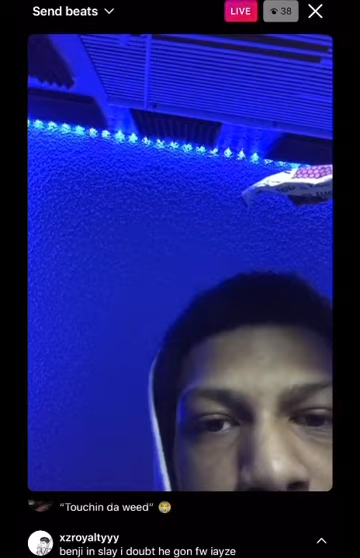 Send beats
LIVE
38
"Touchin da weed" 😭
xzroyaltyyy
benji in slay i doubt he gon fw iayze